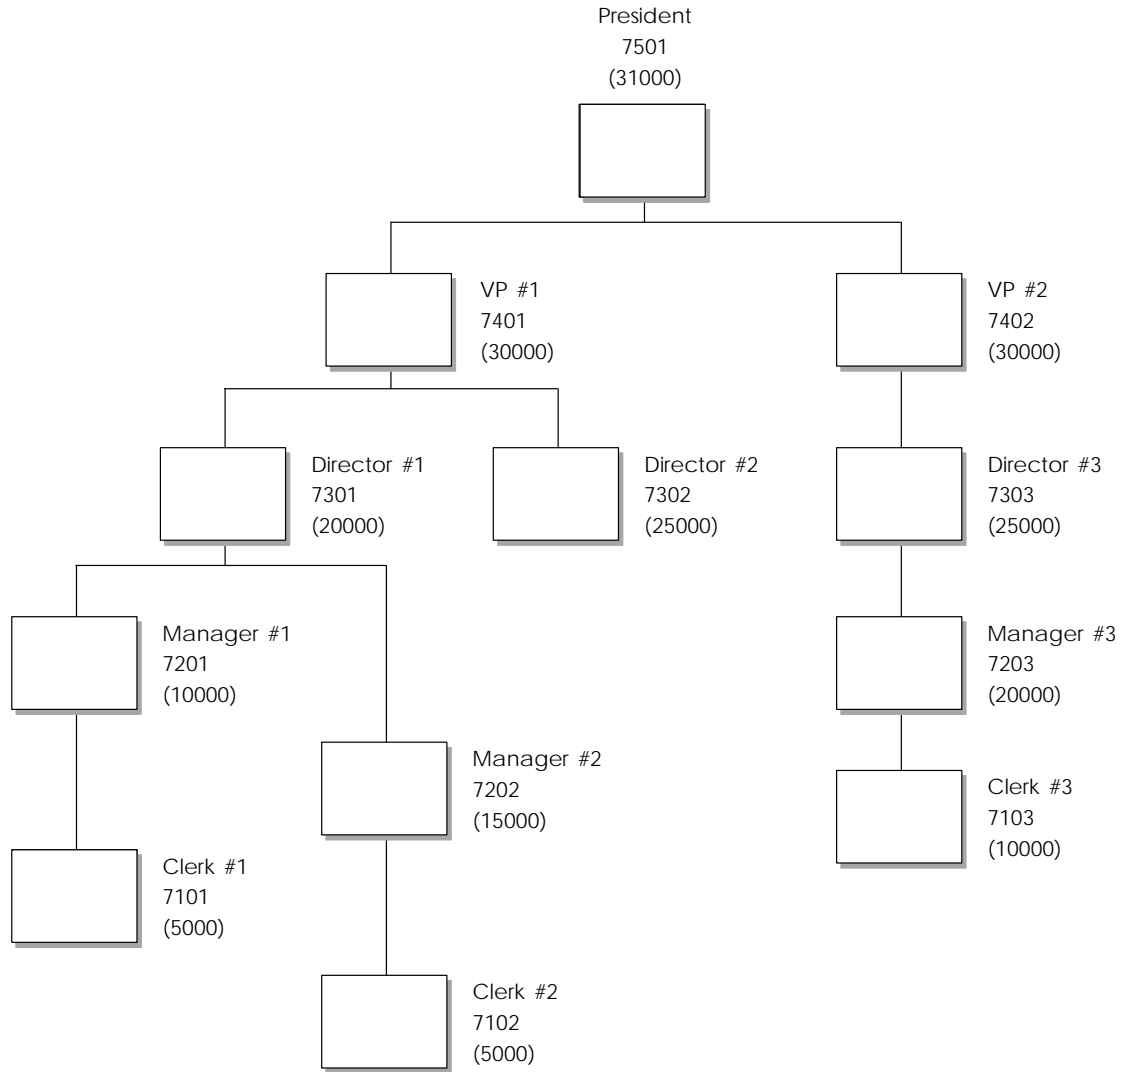 President
7501
(31000)
VP #1
7401
(30000)
VP #2
7402
(30000)
Director #1
7301
(20000)
Director #2
7302
(25000)
Director #3
7303
(25000)
Manager #1
7201
(10000)
Manager #3
7203
(20000)
Manager #2
7202
(15000)
Clerk #3
7103
(10000)
Clerk #1
7101
(5000)
Clerk #2
7102
(5000)